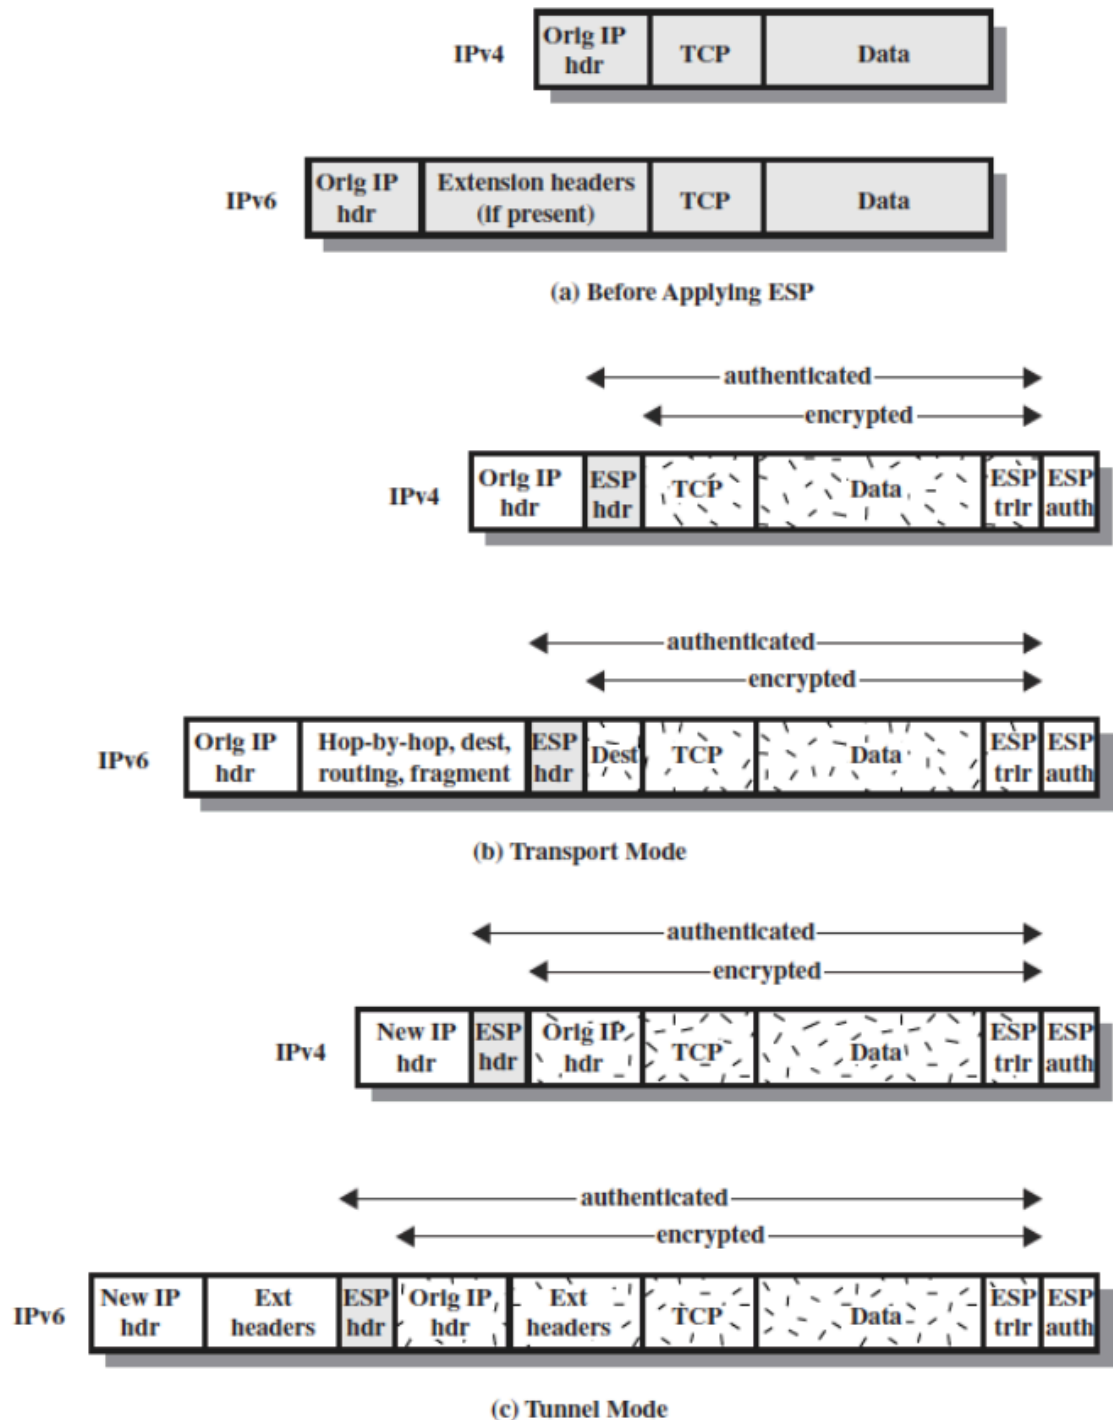 IPv4
Orig IP
hdr
TCP
Data
IPv6
Orig IP
hdr
Extension headers
(if present)
TCP
Data
(a) Before Applying ESP
authenticated
encrypted
IPv4
Orig IP
hdr
ESP
hdr
TCP
Data
ESP
trlr
ESP
auth
authenticated
encrypted
IPv6
Orig IP
hdr
Hop-by-hop, dest,
routing, fragment
ESP
hdr
Dest
TCP
Data
ESP
trlr
ESP
auth
(b) Transport Mode
authenticated
encrypted
IPv4
New IP
hdr
ESP
hdr
Orig IP
hdr
TCP
Data
ESP
trlr
ESP
auth
authenticated
encrypted
IPv6
New IP
hdr
Ext
headers
ESP
hdr
Orig IP
hdr
Ext
headers
TCP
Data
ESP
trlr
ESP
auth
(c) Tunnel Mode